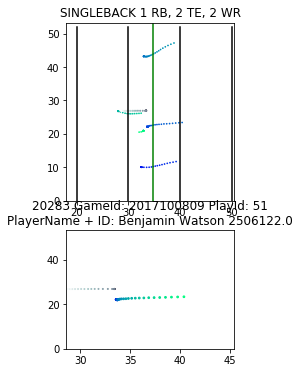 SINGLEBACK 1 RB, 2 TE, 2 WR
50
40
30
20
10
0
20 30 40 50
20283 GameId: 2017100809 PlayId: 51
PlayerName + ID: Benjamin Watson 2506122.0
40
20
0
30 35 40 45